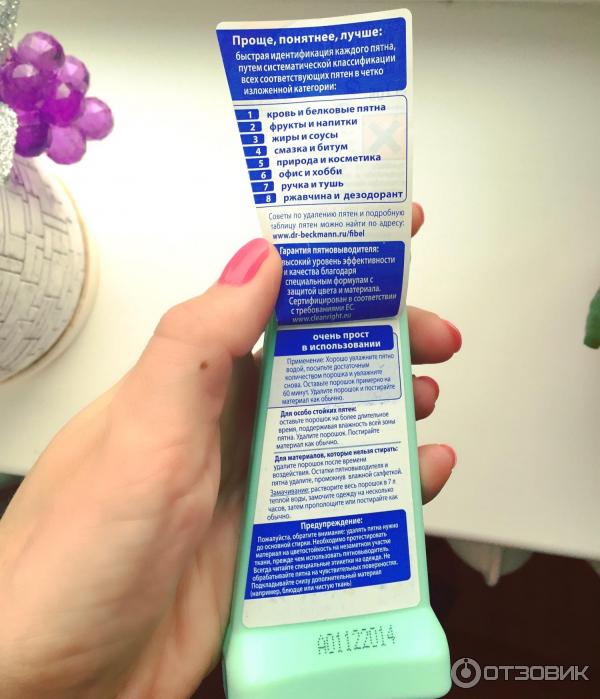 Проще, понятнее, лучше:
быстрая идентификация каждого пятна,
путем систематической классификации
всех соответствующих пятен в четко
изложенной категории:
1 кровь и белковые пятна
2 фрукты и напитки
3 жиры и соусы
4 смазка и битум
5 природа и косметика
6 офис и хобби
7 ручка и тушь
8 ржавчина и дезодорант
Советы по удалению пятен и подробную
таблицу пятен можно найти по адресу:
www.dr-beckmann.ru/fibel
Гарантия пятновыводителя:
высокий уровень эффективности
и качества благодаря
специальным формулам с
защитой цвета и материала.
Сертифицирован в соответствии
с требованиями ЕС.
www.cleanright.eu
очень прост
в использовании
Применение: Хорошо увлажните пятно
водой, посыпьте достаточным
количеством порошка и увлажните
снова. Оставьте порошок примерно на
60 минут. Удалите порошок и постирайте
материал как обычно.
Для особо стойких пятен:
оставьте порошок на более длительное
время, поддерживая влажность всей зоны
пятна. Удалите порошок. Постирайте
материал как обычно.
Для материалов, которые нельзя стирать:
удалите порошок после времени
воздействия. Остатки пятновыводителя и
пятна удалите, промокнув влажной салфеткой.
Замачивание: растворите весь порошок в 7 л
теплой воды, замочите одежду на несколько
часов, затем прополощите или постирайте как
обычно.
Предупреждение:
Пожалуйста, обратите внимание: удалять пятна нужно
до основной стирки. Необходимо протестировать
материал на цветостойкость на незаметном участке
ткани, прежде чем использовать пятновыводитель.
Всегда читайте специальные этикетки на одежде. Не
обрабатывайте пятна на чувствительных поверхностях.
Подкладывайте снизу дополнительный материал
(например, блюдце или чистую ткань)
A01122014
ОТЗОВИК